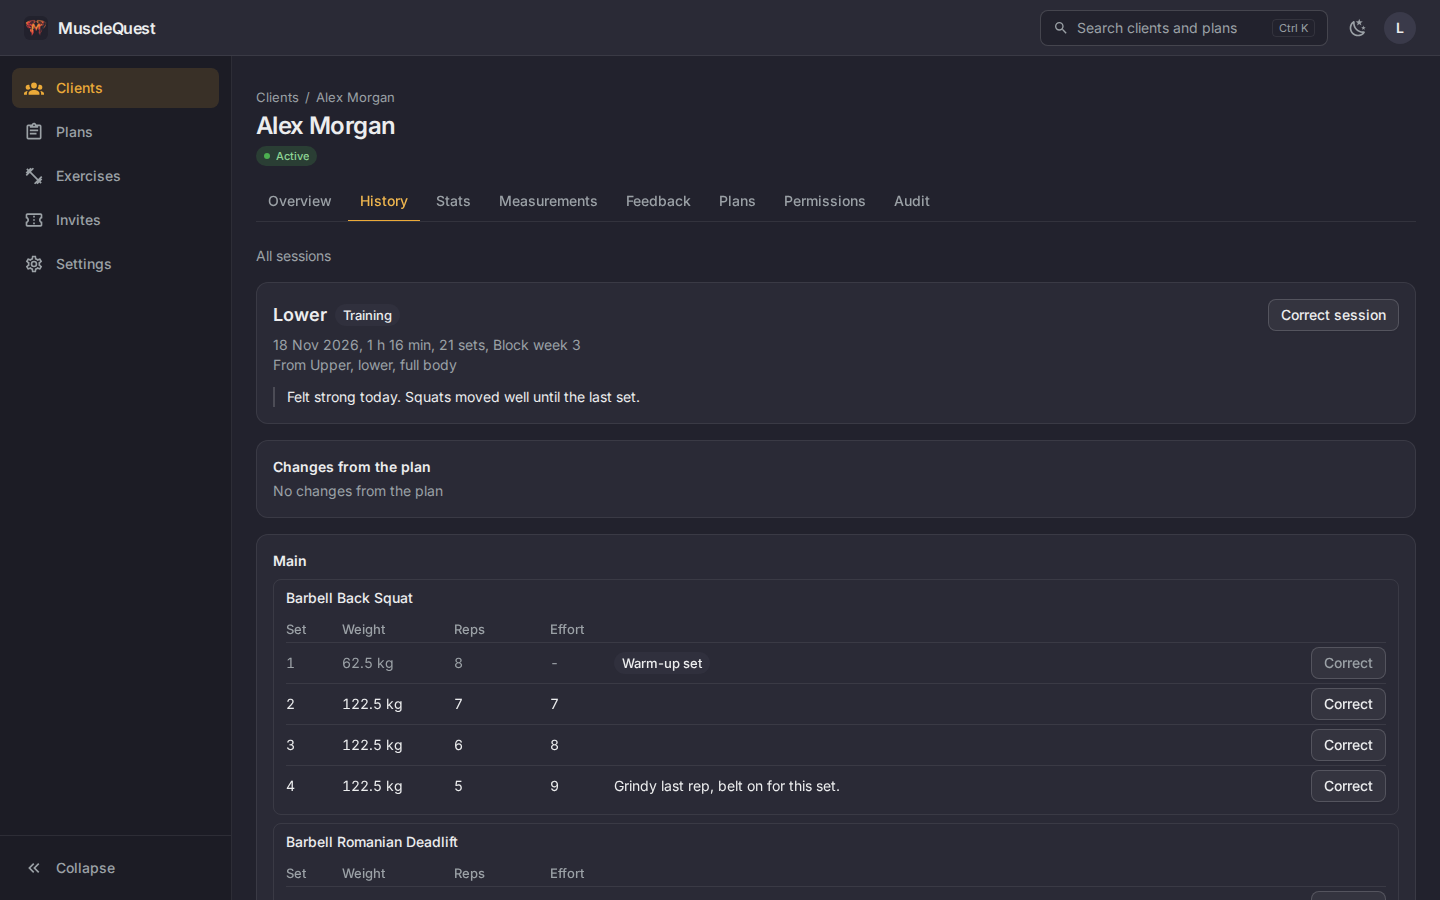 MuscleQuest
Search clients and plans Ctrl K
L
Clients
Plans
Exercises
Invites
Settings
Collapse
Clients / Alex Morgan
Alex Morgan
Active
Overview History Stats Measurements Feedback Plans Permissions Audit
All sessions
Lower Training Correct session
18 Nov 2026, 1 h 16 min, 21 sets, Block week 3
From Upper, lower, full body
Felt strong today. Squats moved well until the last set.
Changes from the plan
No changes from the plan
Main
Barbell Back Squat
Set Weight Reps Effort
1 62.5 kg 8 - Warm-up set Correct
2 122.5 kg 7 7 Correct
3 122.5 kg 6 8 Correct
4 122.5 kg 5 9 Grindy last rep, belt on for this set. Correct
Barbell Romanian Deadlift
Set Weight Reps Effort